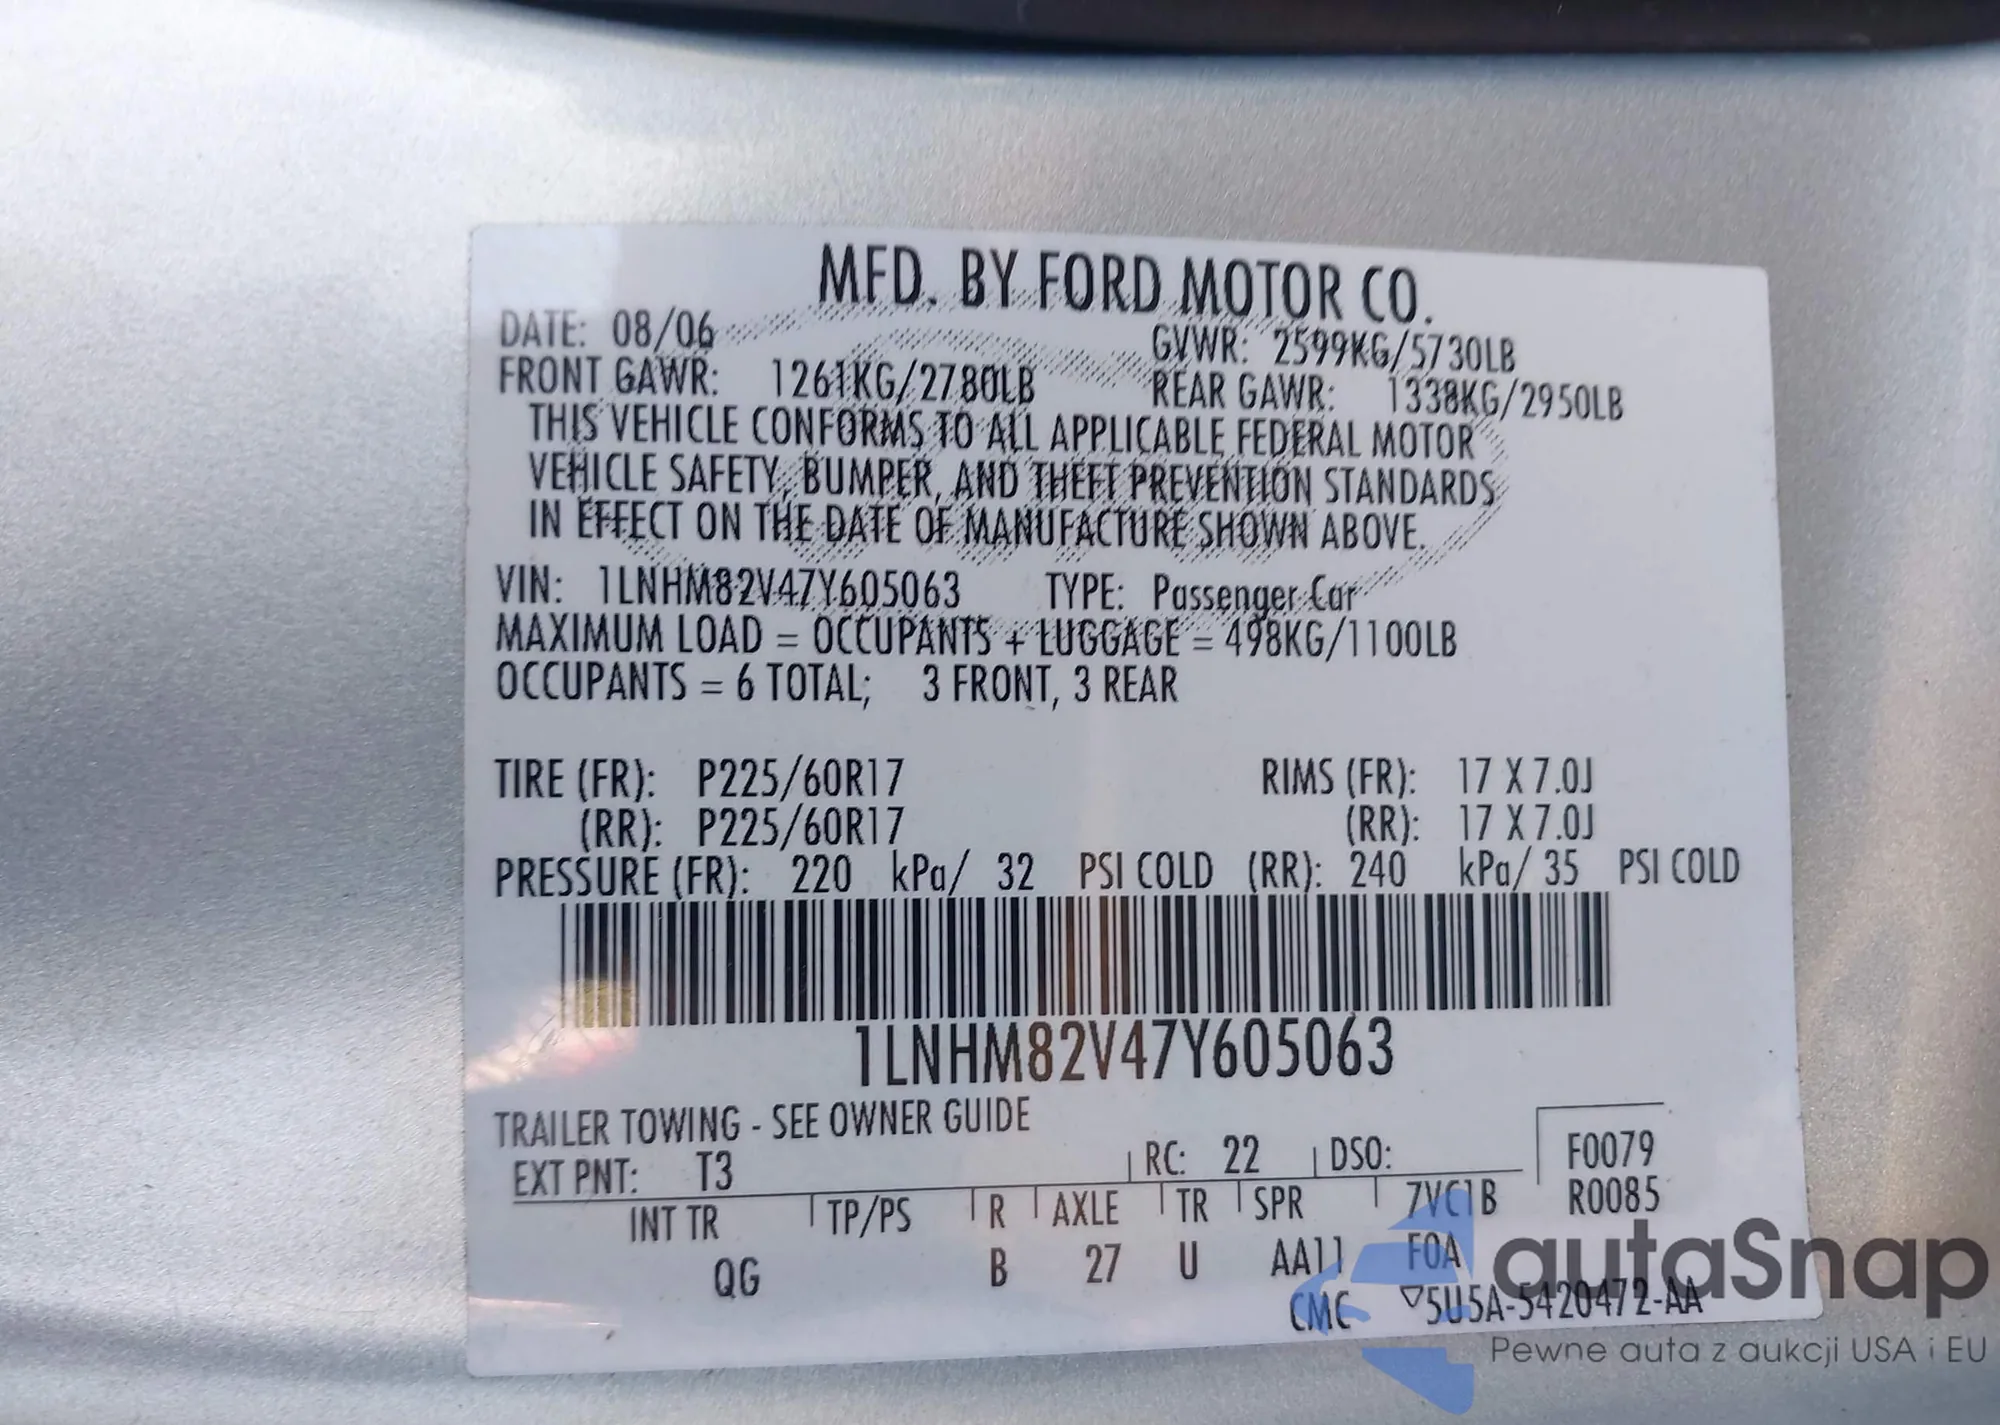 MFD. BY FORD MOTOR CO.
DATE: 08/06 GVWR: 2599KG/5730LB
FRONT GAWR: 1261KG/2780LB REAR GAWR: 1338KG/2950LB
THIS VEHICLE CONFORMS TO ALL APPLICABLE FEDERAL MOTOR
VEHICLE SAFETY, BUMPER, AND THEFT PREVENTION STANDARDS
IN EFFECT ON THE DATE OF MANUFACTURE SHOWN ABOVE.
VIN: 1LNHM82V47Y605063 TYPE: Passenger Car
MAXIMUM LOAD = OCCUPANTS + LUGGAGE = 498KG/1100LB
OCCUPANTS = 6 TOTAL; 3 FRONT, 3 REAR
TIRE (FR): P225/60R17 RIMS (FR): 17 X 7.0J
(RR): P225/60R17 (RR): 17 X 7.0J
PRESSURE (FR): 220 kPa/ 32 PSI COLD (RR): 240 kPa/ 35 PSI COLD
1LNHM82V47Y605063
TRAILER TOWING - SEE OWNER GUIDE
EXT PNT: T3 RC: 22 DSO: F0079
INT TR TP/PS R AXLE TR SPR 7VC1B R0085
QG B 27 U AA11 F0A
CMC ▽5U5A-5420472-AA
autaSnap
Pewne auta z aukcji USA i EU